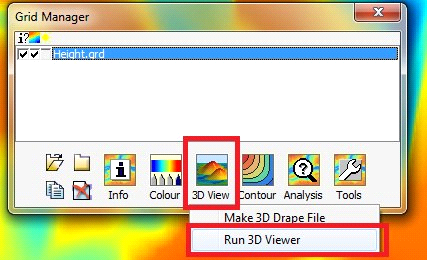 Grid Manager
i?
Height.grd
Info Colour 3D View Contour Analysis Tools
Make 3D Drape File
Run 3D Viewer